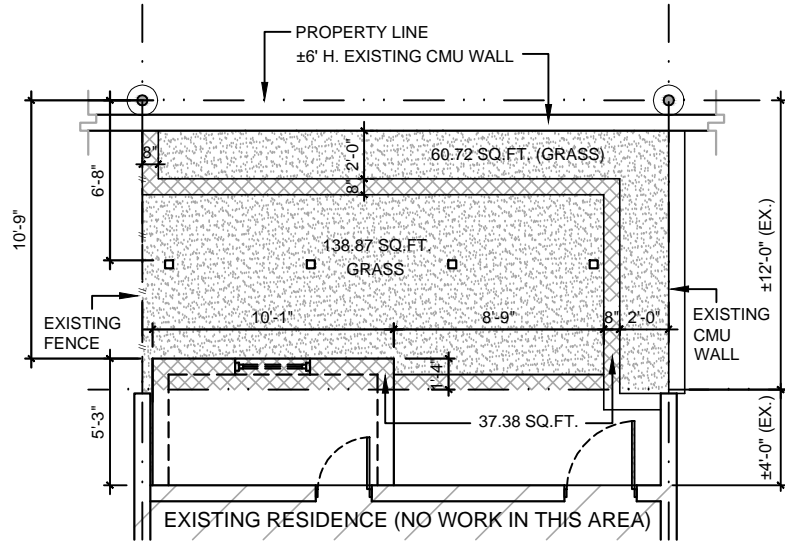 PROPERTY LINE
±6' H. EXISTING CMU WALL
8"
2'-0"
60.72 SQ.FT. (GRASS)
8"
6'-8"
10'-9"
138.87 SQ.FT.
GRASS
±12'-0" (EX.)
10'-1"
8'-9"
8"
2'-0"
EXISTING
FENCE
EXISTING
CMU
WALL
1'-4"
5'-3"
37.38 SQ.FT.
±4'-0" (EX.)
EXISTING RESIDENCE (NO WORK IN THIS AREA)